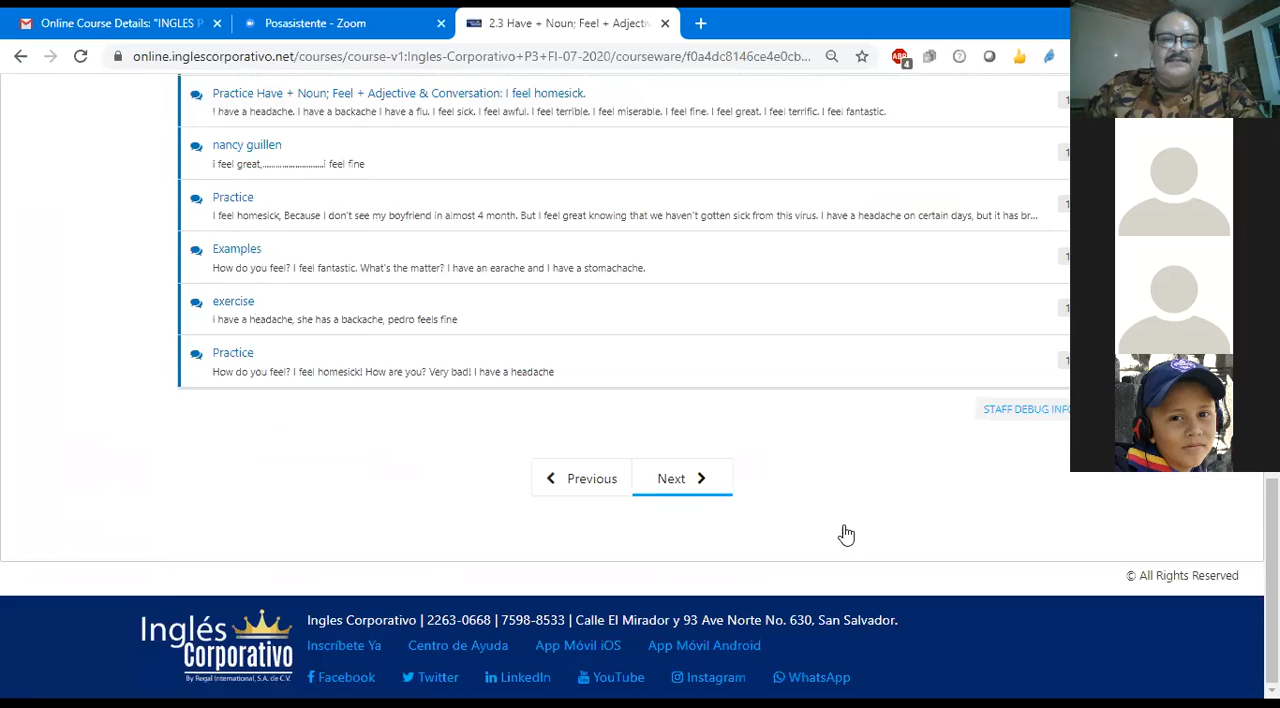 Online Course Details: "INGLES P
Posasistente - Zoom
2.3 Have + Noun; Feel + Adjectiv
online.inglescorporativo.net/courses/course-v1:Ingles-Corporativo+P3+FI-07-2020/courseware/f0a4dc8146ce4e0cb...
ABP
4
Practice Have + Noun; Feel + Adjective & Conversation: I feel homesick.
I have a headache. I have a backache i have a flu. I feel sick. I feel awful. I feel terrible. I feel miserable. I feel fine. I feel great. I feel terrific. I feel fantastic.
nancy guillen
i feel great,............................i feel fine
Practice
I feel homesick, Because I don't see my boyfriend in almost 4 month. But I feel great knowing that we haven't gotten sick from this virus. I have a headache on certain days, but it has br...
Examples
How do you feel? I feel fantastic. What's the matter? I have an earache and I have a stomachache.
exercise
i have a headache, she has a backache, pedro feels fine
Practice
How do you feel? I feel homesick! How are you? Very bad! I have a headache
STAFF DEBUG INFO
Previous
Next
© All Rights Reserved
Inglés
Corporativo
By Regal International, S.A. de C.V.
Ingles Corporativo | 2263-0668 | 7598-8533 | Calle El Mirador y 93 Ave Norte No. 630, San Salvador.
Inscríbete Ya
Centro de Ayuda
App Móvil iOS
App Móvil Android
Facebook
Twitter
LinkedIn
YouTube
Instagram
WhatsApp